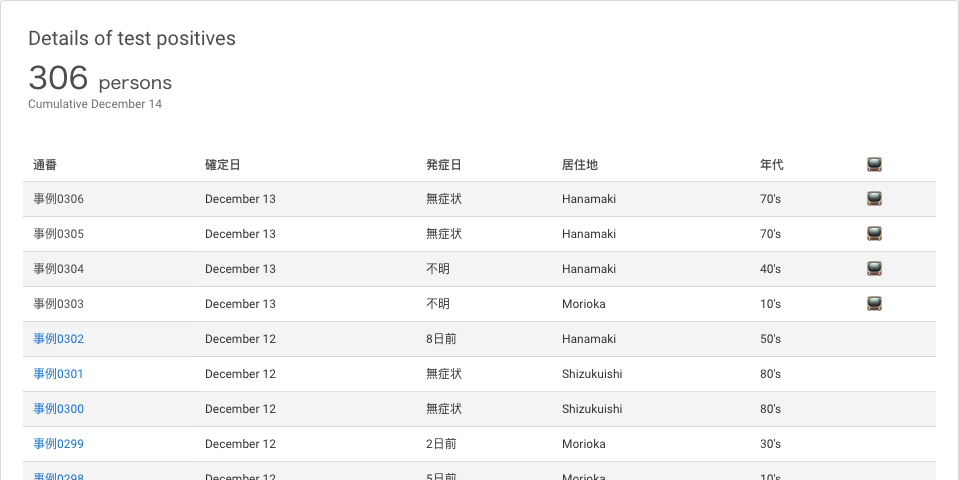 Details of test positives
306 persons
Cumulative December 14
通番 確定日 発症日 居住地 年代
事例0306 December 13 無症状 Hanamaki 70's
事例0305 December 13 無症状 Hanamaki 70's
事例0304 December 13 不明 Hanamaki 40's
事例0303 December 13 不明 Morioka 10's
事例0302 December 12 8日前 Hanamaki 50's
事例0301 December 12 無症状 Shizukuishi 80's
事例0300 December 12 無症状 Shizukuishi 80's
事例0299 December 12 2日前 Morioka 30's
事例0298 December 12 5日前 Morioka 10's